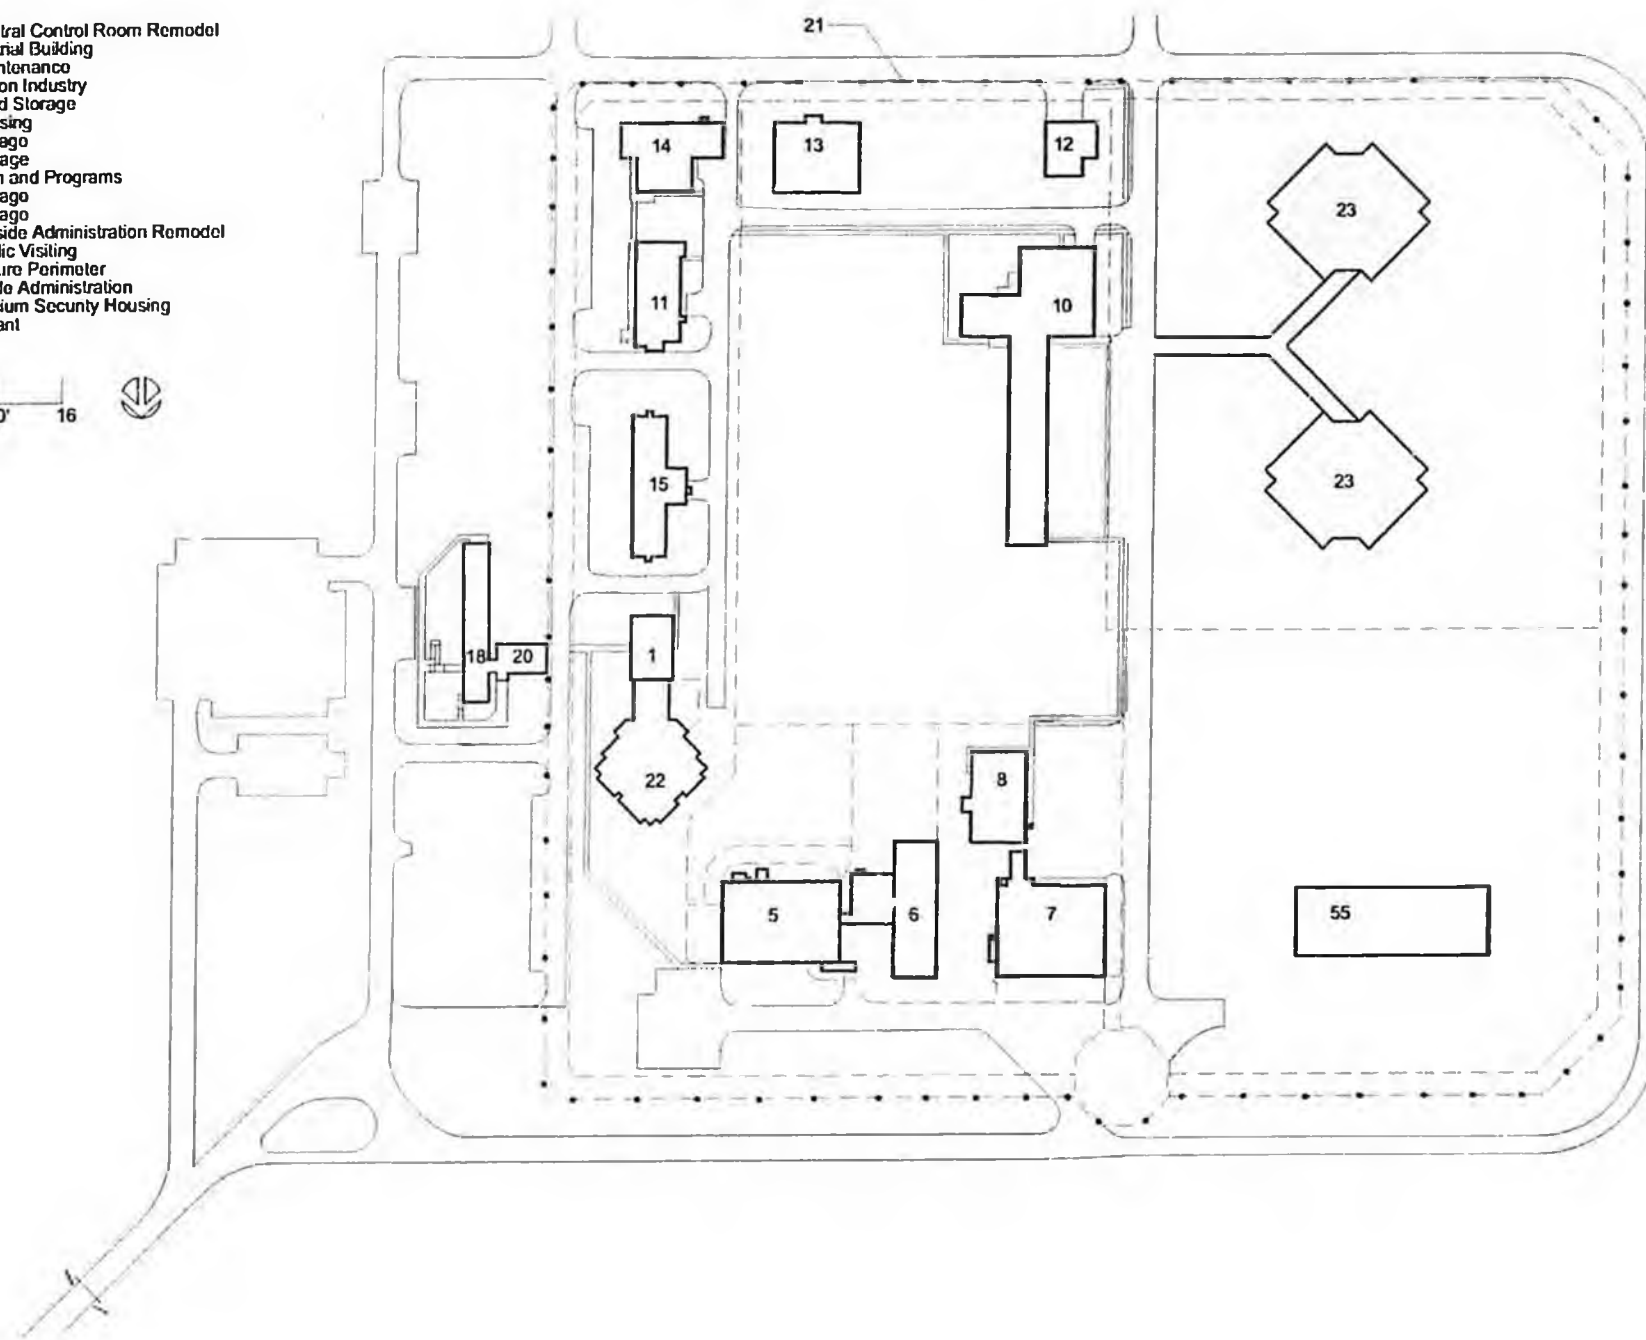 tral Control Room Remodel
rial Building
ntenance
on Industry
d Storage
sing
ago
age
n and Programs
ago
ago
side Administration Remodel
lic Visiting
ure Perimeter
le Administration
ium Security Housing
ant
0' 16
21
14
13
12
23
11
10
15
23
18
20
1
22
8
5
6
7
55